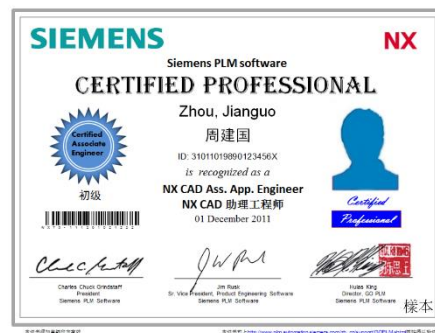 SIEMENS
NX
Siemens PLM software
CERTIFIED PROFESSIONAL
Zhou, Jianguo
周建国
ID: 31011019890123456X
is recognized as a
NX CAD Ass. App. Engineer
NX CAD 助理工程师
01 December 2011
Certified
Associate
Engineer
初级
Certified
Professional
Charles Chuck Grindstaff
President
Siemens PLM Software
Jim Rusk
Sr. Vice President, Product Engineering Software
Siemens PLM Software
Hulas King
Director, GO PLM
Siemens PLM Software
樣本